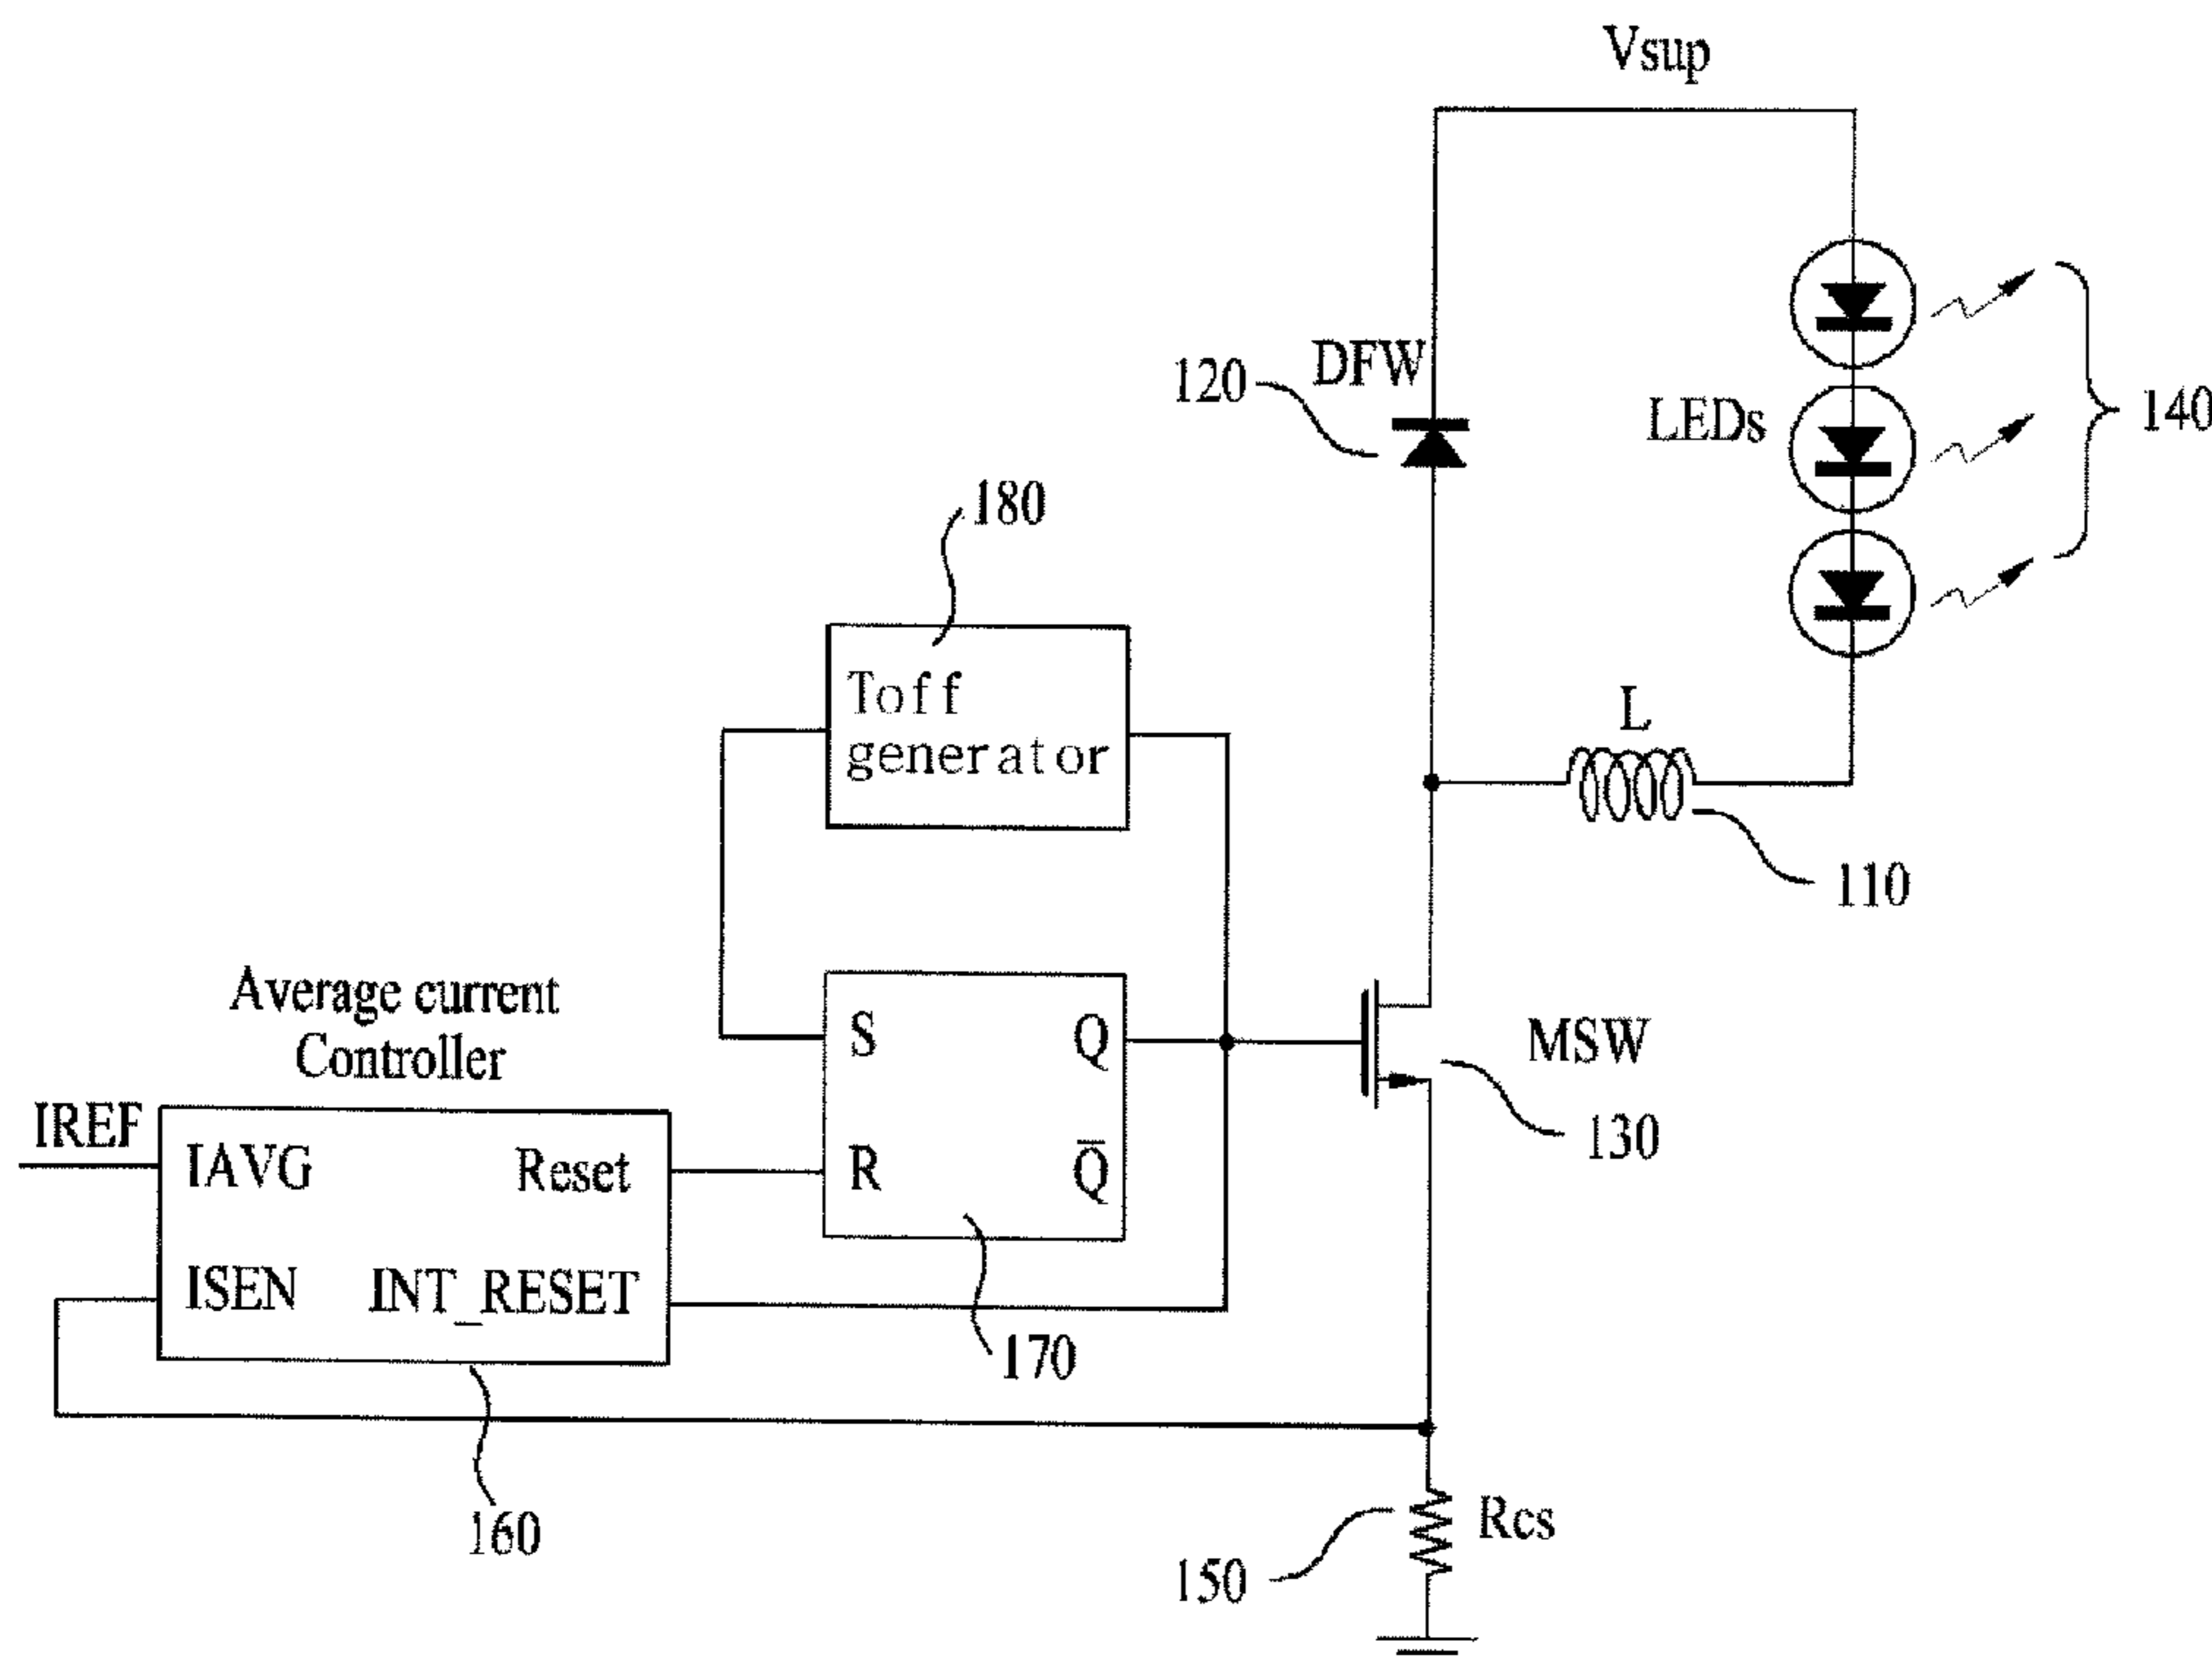 Vsup
DFW
120
LEDs
140
180
Toff
generator
L
110
Average current
Controller
S
Q
MSW
130
IREF
IAVG
Reset
R
Q̅
ISEN
INT_RESET
170
160
150
Rcs